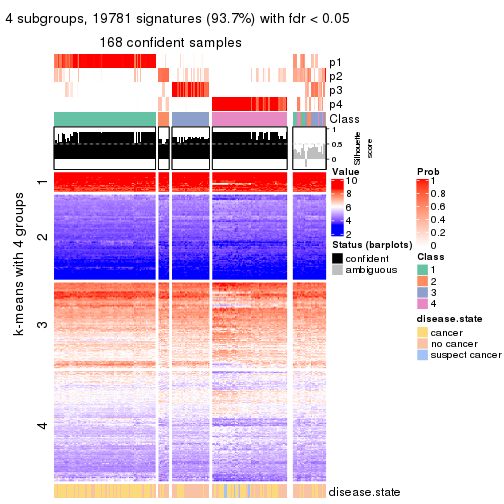 4 subgroups, 19781 signatures (93.7%) with fdr < 0.05
168 confident samples
p1
p2
p3
p4
Class
1
0.5
0
Silhouette
score
k-means with 4 groups
1
2
3
4
disease.state
Value
10
8
6
4
2
Status (barplots)
confident
ambiguous
Prob
1
0.8
0.6
0.4
0.2
0
Class
1
2
3
4
disease.state
cancer
no cancer
suspect cancer